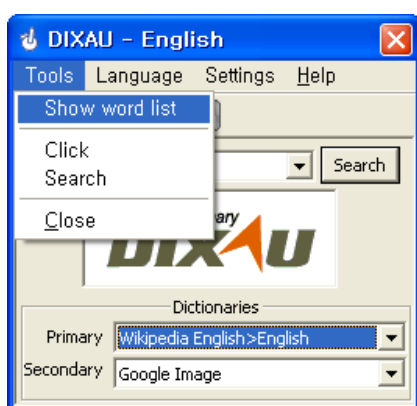 DIXAU - English
Tools Language Settings Help
Show word list
Click
Search
Close
Search
DIXAU
Dictionaries
Primary Wikipedia English>English
Secondary Google Image